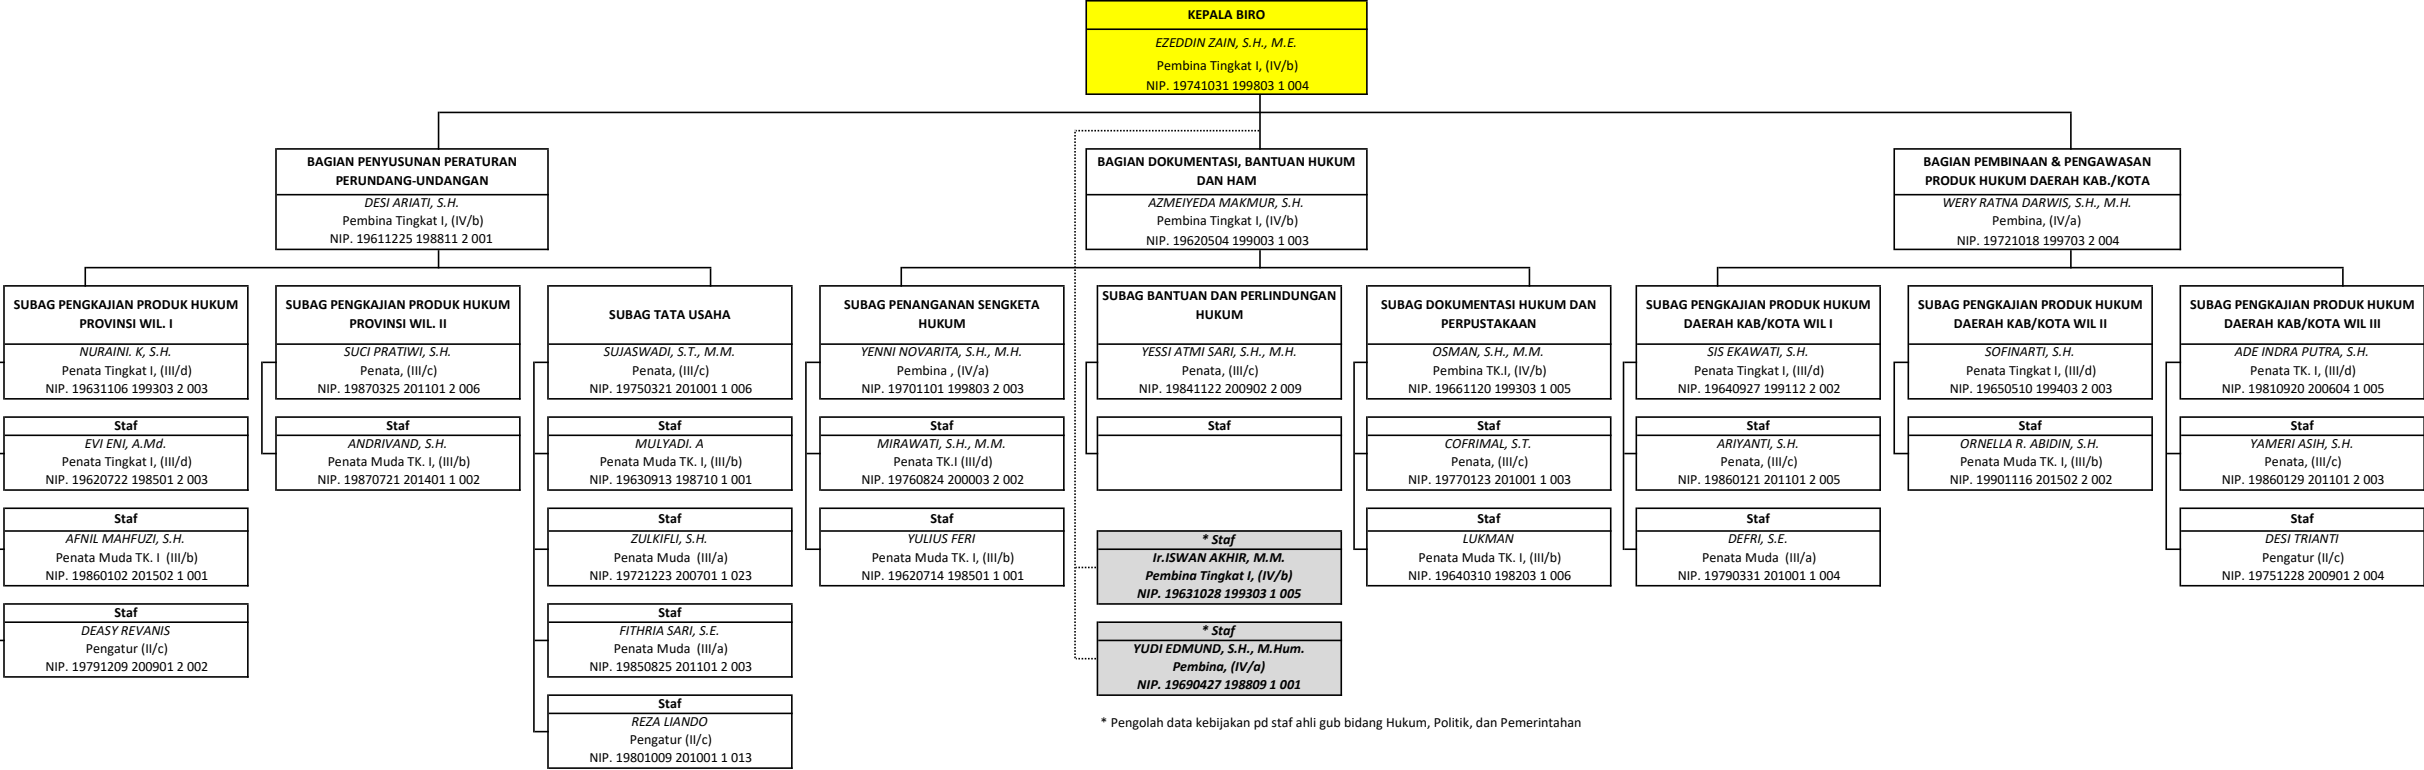 KEPALA BIRO
EZEDDIN ZAIN, S.H., M.E.
Pembina Tingkat I, (IV/b)
NIP. 19741031 199803 1 004
BAGIAN PENYUSUNAN PERATURAN
PERUNDANG-UNDANGAN
DESI ARIATI, S.H.
Pembina Tingkat I, (IV/b)
NIP. 19611225 198811 2 001
BAGIAN DOKUMENTASI, BANTUAN HUKUM
DAN HAM
AZMEIYEDA MAKMUR, S.H.
Pembina Tingkat I, (IV/b)
NIP. 19620504 199003 1 003
BAGIAN PEMBINAAN & PENGAWASAN
PRODUK HUKUM DAERAH KAB./KOTA
WERY RATNA DARWIS, S.H., M.H.
Pembina, (IV/a)
NIP. 19721018 199703 2 004
SUBAG PENGKAJIAN PRODUK HUKUM
PROVINSI WIL. I
NURAINI. K, S.H.
Penata Tingkat I, (III/d)
NIP. 19631106 199303 2 003
Staf
EVI ENI, A.Md.
Penata Tingkat I, (III/d)
NIP. 19620722 198501 2 003
Staf
AFNIL MAHFUZI, S.H.
Penata Muda TK. I (III/b)
NIP. 19860102 201502 1 001
Staf
DEASY REVANIS
Pengatur (II/c)
NIP. 19791209 200901 2 002
SUBAG PENGKAJIAN PRODUK HUKUM
PROVINSI WIL. II
SUCI PRATIWI, S.H.
Penata, (III/c)
NIP. 19870325 201101 2 006
Staf
ANDRIVAND, S.H.
Penata Muda TK. I, (III/b)
NIP. 19870721 201401 1 002
SUBAG TATA USAHA
SUJASWADI, S.T., M.M.
Penata, (III/c)
NIP. 19750321 201001 1 006
Staf
MULYADI. A
Penata Muda TK. I, (III/b)
NIP. 19630913 198710 1 001
Staf
ZULKIFLI, S.H.
Penata Muda (III/a)
NIP. 19721223 200701 1 023
Staf
FITHRIA SARI, S.E.
Penata Muda (III/a)
NIP. 19850825 201101 2 003
Staf
REZA LIANDO
Pengatur (II/c)
NIP. 19801009 201001 1 013
SUBAG PENANGANAN SENGKETA
HUKUM
YENNI NOVARITA, S.H., M.H.
Pembina , (IV/a)
NIP. 19701101 199803 2 003
Staf
MIRAWATI, S.H., M.M.
Penata TK.I (III/d)
NIP. 19760824 200003 2 002
Staf
YULIUS FERI
Penata Muda TK. I, (III/b)
NIP. 19620714 198501 1 001
SUBAG BANTUAN DAN PERLINDUNGAN
HUKUM
YESSI ATMI SARI, S.H., M.H.
Penata, (III/c)
NIP. 19841122 200902 2 009
Staf
* Staf
Ir.ISWAN AKHIR, M.M.
Pembina Tingkat I, (IV/b)
NIP. 19631028 199303 1 005
* Staf
YUDI EDMUND, S.H., M.Hum.
Pembina, (IV/a)
NIP. 19690427 198809 1 001
* Pengolah data kebijakan pd staf ahli gub bidang Hukum, Politik, dan Pemerintahan
SUBAG DOKUMENTASI HUKUM DAN
PERPUSTAKAAN
OSMAN, S.H., M.M.
Pembina TK.I, (IV/b)
NIP. 19661120 199303 1 005
Staf
COFRIMAL, S.T.
Penata, (III/c)
NIP. 19770123 201001 1 003
Staf
LUKMAN
Penata Muda TK. I, (III/b)
NIP. 19640310 198203 1 006
SUBAG PENGKAJIAN PRODUK HUKUM
DAERAH KAB/KOTA WIL I
SIS EKAWATI, S.H.
Penata Tingkat I, (III/d)
NIP. 19640927 199112 2 002
Staf
ARIYANTI, S.H.
Penata, (III/c)
NIP. 19860121 201101 2 005
Staf
DEFRI, S.E.
Penata Muda (III/a)
NIP. 19790331 201001 1 004
SUBAG PENGKAJIAN PRODUK HUKUM
DAERAH KAB/KOTA WIL II
SOFINARTI, S.H.
Penata Tingkat I, (III/d)
NIP. 19650510 199403 2 003
Staf
ORNELLA R. ABIDIN, S.H.
Penata Muda TK. I, (III/b)
NIP. 19901116 201502 2 002
SUBAG PENGKAJIAN PRODUK HUKUM
DAERAH KAB/KOTA WIL III
ADE INDRA PUTRA, S.H.
Penata TK. I, (III/d)
NIP. 19810920 200604 1 005
Staf
YAMERI ASIH, S.H.
Penata, (III/c)
NIP. 19860129 201101 2 003
Staf
DESI TRIANTI
Pengatur (II/c)
NIP. 19751228 200901 2 004